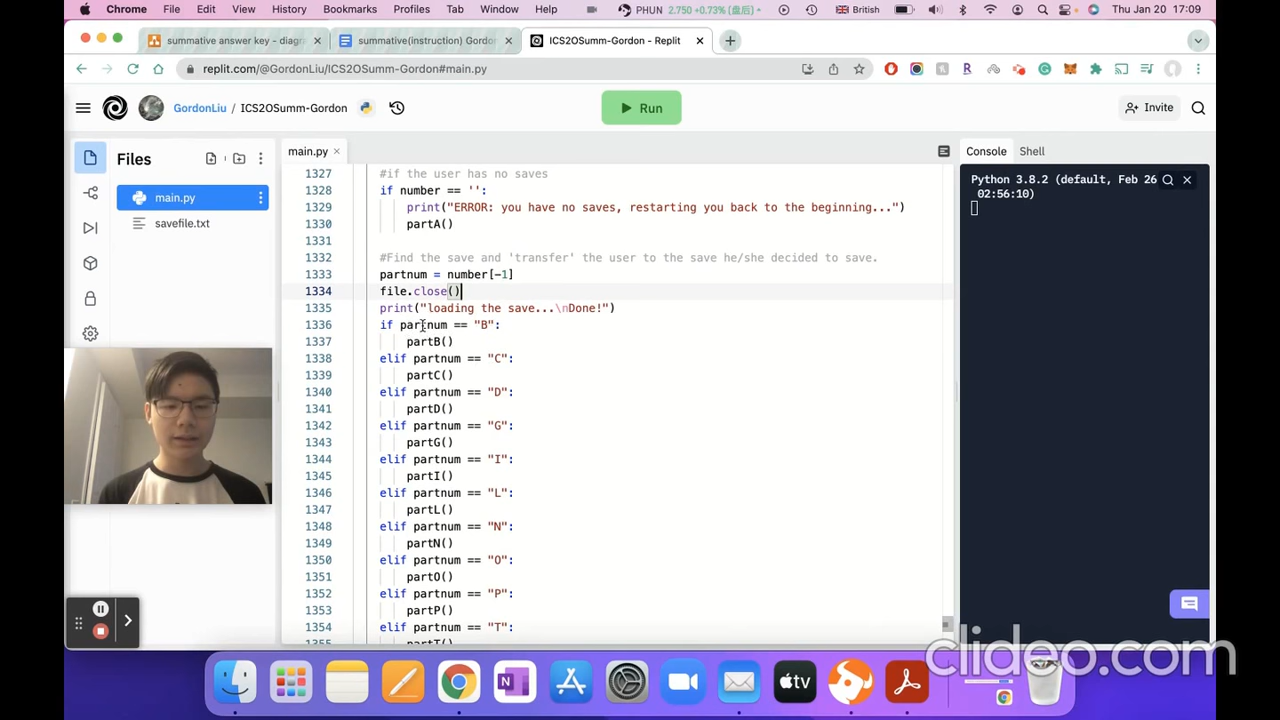 Chrome File Edit View History Bookmarks Profiles Tab Window Help PHUN 2.750 +0.73% (盘后) British Thu Jan 20 17:09
summative answer key - diagra × summative(instruction) Gordo × ICS2OSumm-Gordon - Replit ×
replit.com/@GordonLiu/ICS2OSumm-Gordon#main.py
GordonLiu / ICS2OSumm-Gordon Run Invite
Files
main.py
savefile.txt
main.py ×
1327 #if the user has no saves
1328 if number == '':
1329 print("ERROR: you have no saves, restarting you back to the beginning...")
1330 partA()
1331
1332 #Find the save and 'transfer' the user to the save he/she decided to save.
1333 partnum = number[-1]
1334 file.close()
1335 print("loading the save...\nDone!")
1336 if partnum == "B":
1337 partB()
1338 elif partnum == "C":
1339 partC()
1340 elif partnum == "D":
1341 partD()
1342 elif partnum == "G":
1343 partG()
1344 elif partnum == "I":
1345 partI()
1346 elif partnum == "L":
1347 partL()
1348 elif partnum == "N":
1349 partN()
1350 elif partnum == "O":
1351 partO()
1352 elif partnum == "P":
1353 partP()
1354 elif partnum == "T":
1355 partT()
Console Shell
Python 3.8.2 (default, Feb 26
02:56:10)
tv
clideo.com